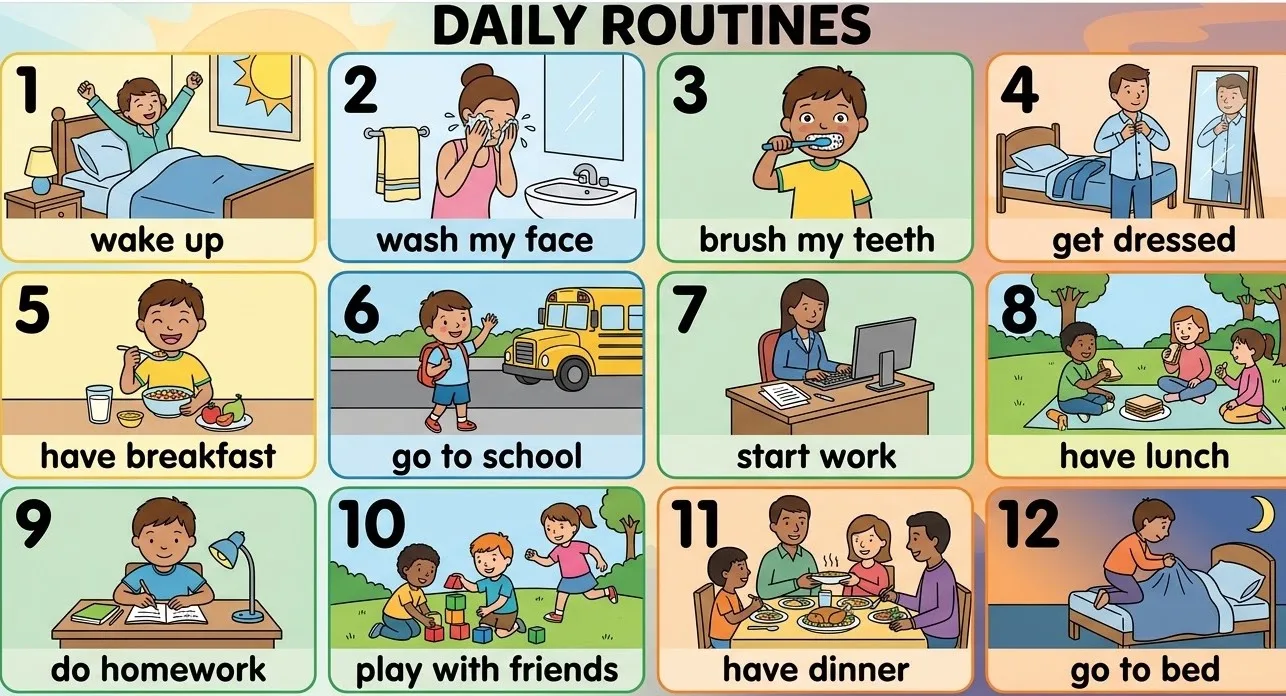 DAILY ROUTINES
1
wake up
2
wash my face
3
brush my teeth
4
get dressed
5
have breakfast
6
go to school
7
start work
8
have lunch
9
do homework
10
play with friends
11
have dinner
12
go to bed